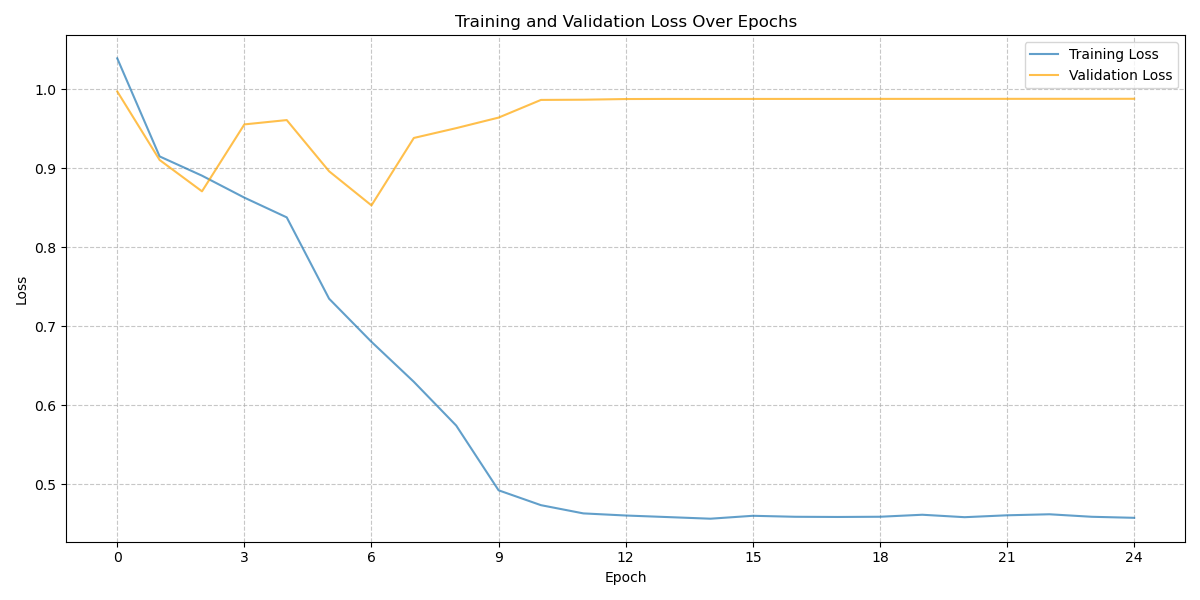 Training and Validation Loss Over Epochs
Training Loss
Validation Loss
1.0
0.9
0.8
0.7
0.6
0.5
Loss
0 3 6 9 12 15 18 21 24
Epoch